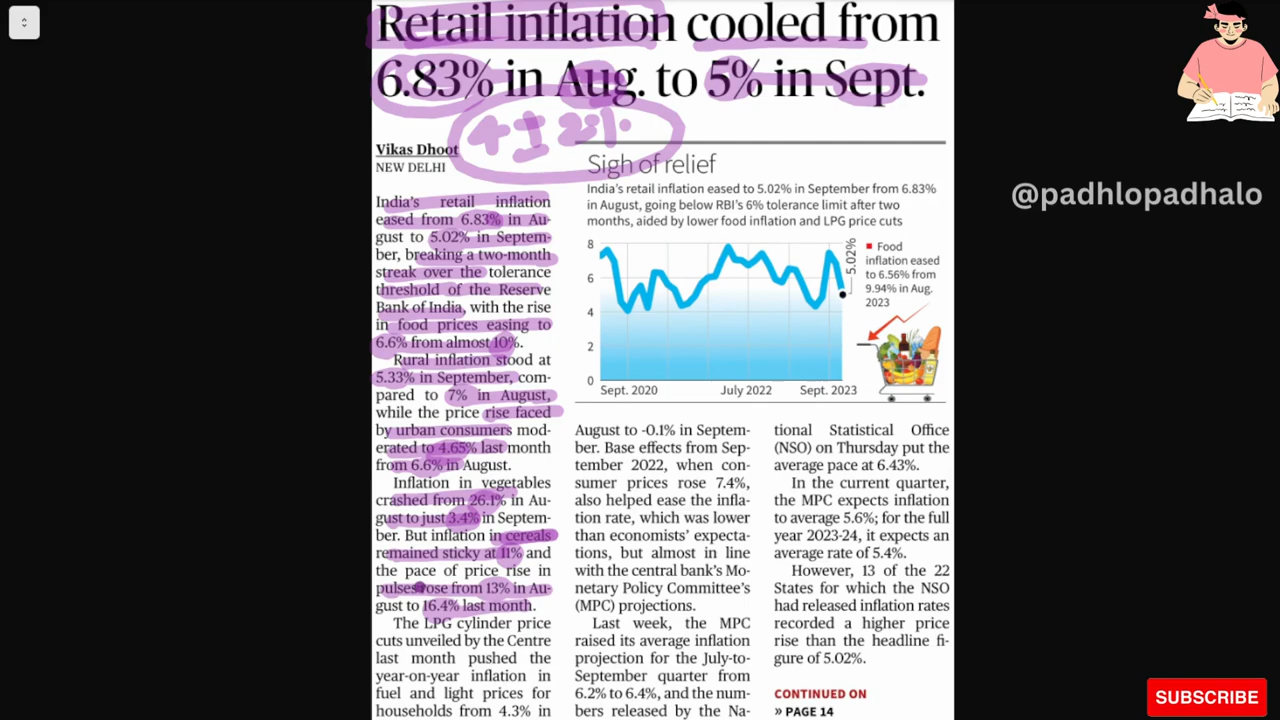 Retail inflation cooled from
6.83% in Aug. to 5% in Sept.
4±2%
Vikas Dhoot
NEW DELHI
India's retail inflation
eased from 6.83% in Au-
gust to 5.02% in Septem-
ber, breaking a two-month
streak over the tolerance
threshold of the Reserve
Bank of India, with the rise
in food prices easing to
6.6% from almost 10%.
Rural inflation stood at
5.33% in September, com-
pared to 7% in August,
while the price rise faced
by urban consumers mod-
erated to 4.65% last month
from 6.6% in August.
Inflation in vegetables
crashed from 26.1% in Au-
gust to just 3.4% in Septem-
ber. But inflation in cereals
remained sticky at 11% and
the pace of price rise in
pulses rose from 13% in Au-
gust to 16.4% last month.
The LPG cylinder price
cuts unveiled by the Centre
last month pushed the
year-on-year inflation in
fuel and light prices for
households from 4.3% in
Sigh of relief
India's retail inflation eased to 5.02% in September from 6.83%
in August, going below RBI's 6% tolerance limit after two
months, aided by lower food inflation and LPG price cuts
8
6
4
2
0
Sept. 2020
July 2022
Sept. 2023
5.02%
Food
inflation eased
to 6.56% from
9.94% in Aug.
2023
August to -0.1% in Septem-
ber. Base effects from Sep-
tember 2022, when con-
sumer prices rose 7.4%,
also helped ease the infla-
tion rate, which was lower
than economists' expecta-
tions, but almost in line
with the central bank's Mo-
netary Policy Committee's
(MPC) projections.
Last week, the MPC
raised its average inflation
projection for the July-to-
September quarter from
6.2% to 6.4%, and the num-
bers released by the Na-
tional Statistical Office
(NSO) on Thursday put the
average pace at 6.43%.
In the current quarter,
the MPC expects inflation
to average 5.6%; for the full
year 2023-24, it expects an
average rate of 5.4%.
However, 13 of the 22
States for which the NSO
had released inflation rates
recorded a higher price
rise than the headline fi-
gure of 5.02%.
CONTINUED ON
» PAGE 14
@padhlopadhalo
SUBSCRIBE